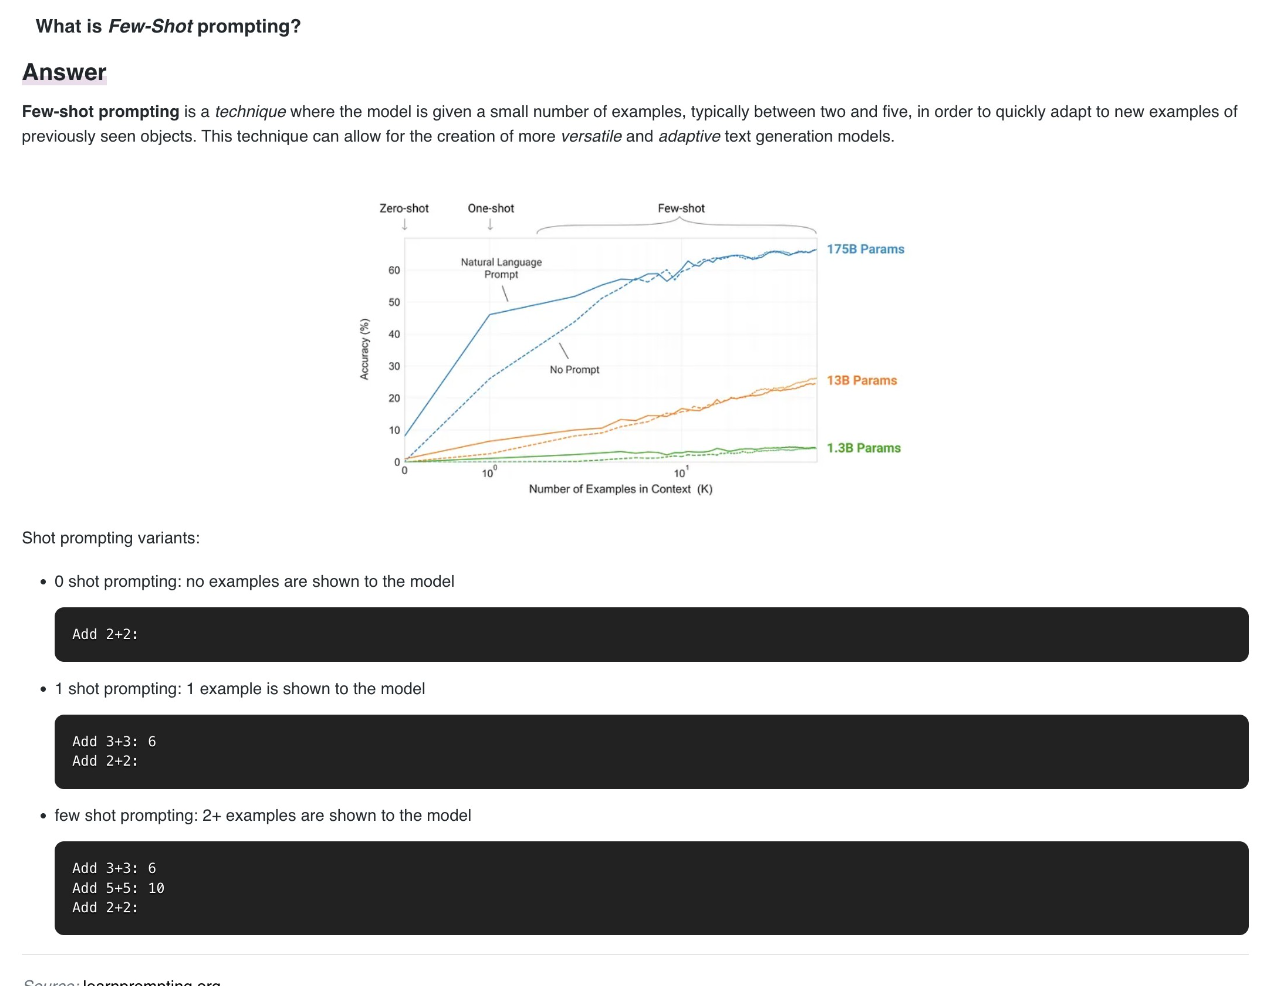 What is Few-Shot prompting?
Answer
Few-shot prompting is a technique where the model is given a small number of examples, typically between two and five, in order to quickly adapt to new examples of
previously seen objects. This technique can allow for the creation of more versatile and adaptive text generation models.
Zero-shot One-shot Few-shot
175B Params
Natural Language
Prompt
60
50
40
Accuracy (%)
No Prompt
30
13B Params
20
10
1.3B Params
0
0 10⁰ 10¹
Number of Examples in Context (K)
Shot prompting variants:
• 0 shot prompting: no examples are shown to the model
Add 2+2:
• 1 shot prompting: 1 example is shown to the model
Add 3+3: 6
Add 2+2:
• few shot prompting: 2+ examples are shown to the model
Add 3+3: 6
Add 5+5: 10
Add 2+2:
Source: learnprompting.org